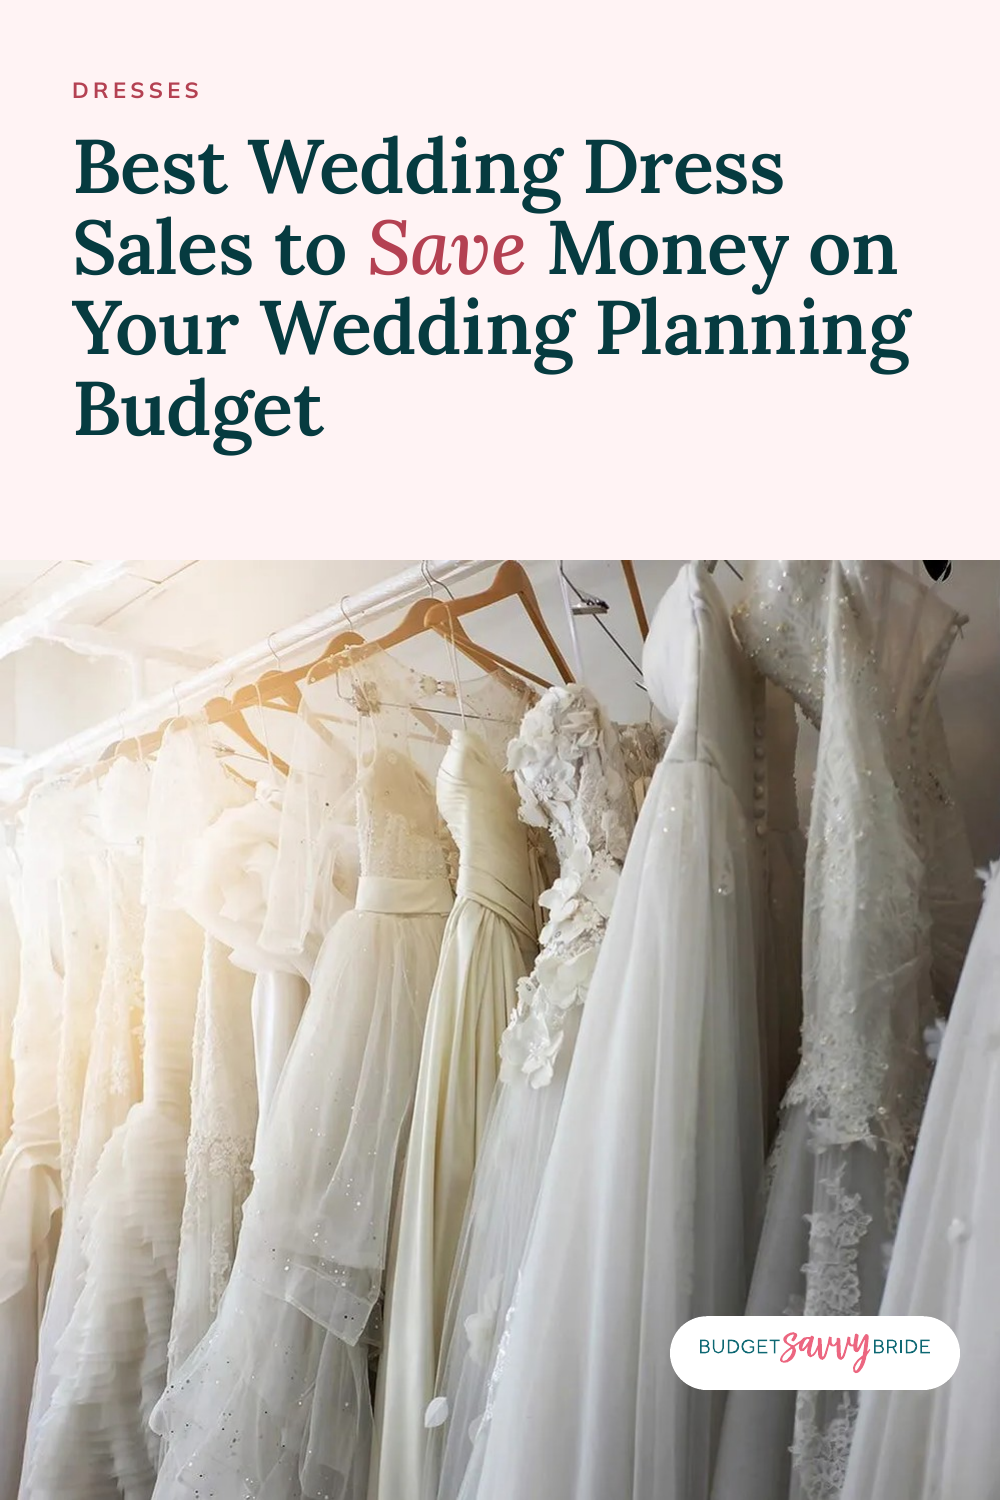 DRESSES
Best Wedding Dress
Sales to Save Money on
Your Wedding Planning
Budget
BUDGET savvy BRIDE